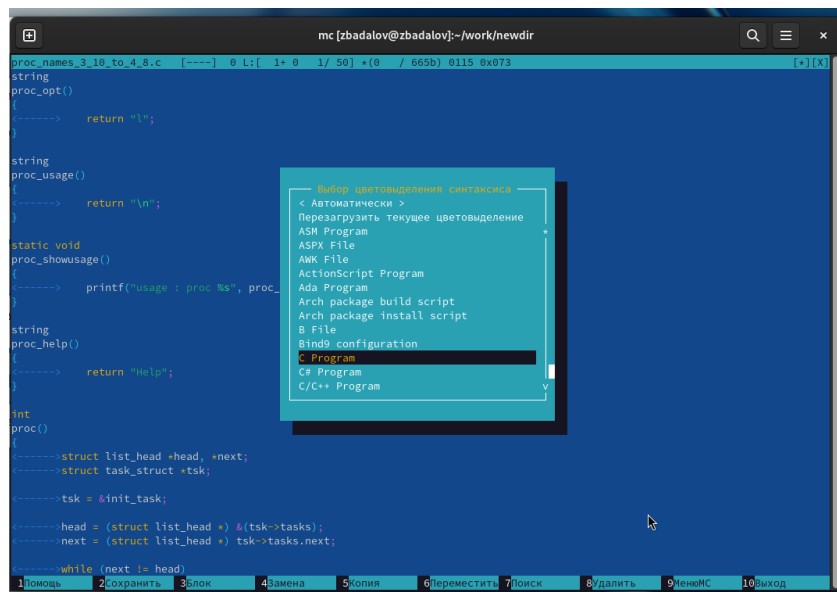 mc [zbadalov@zbadalov]:~/work/newdir
proc_names_3_10_to_4_8.c [----] 0 L:[ 1+ 0 1/ 50] *(0 / 665b) 0115 0x073 [*][X]
string
proc_opt()
{
<------> return "l";
}
string
proc_usage()
{
<------> return "\n";
}
static void
proc_showusage()
{
<------> printf("usage : proc %s", proc_
}
string
proc_help()
{
<------> return "Help";
}
int
proc()
{
<------>struct list_head *head, *next;
<------>struct task_struct *tsk;
<------>tsk = &init_task;
<------>head = (struct list_head *) &(tsk->tasks);
<------>next = (struct list_head *) tsk->tasks.next;
<------>while (next != head)
Выбор цветовыделения синтаксиса
< Автоматически >
Перезагрузить текущее цветовыделение
ASM Program
ASPX File
AWK File
ActionScript Program
Ada Program
Arch package build script
Arch package install script
B File
Bind9 configuration
C Program
C# Program
C/C++ Program
1Помощь 2Сохранить 3Блок 4Замена 5Копия 6Переместить 7Поиск 8Удалить 9МенюMC 10Выход